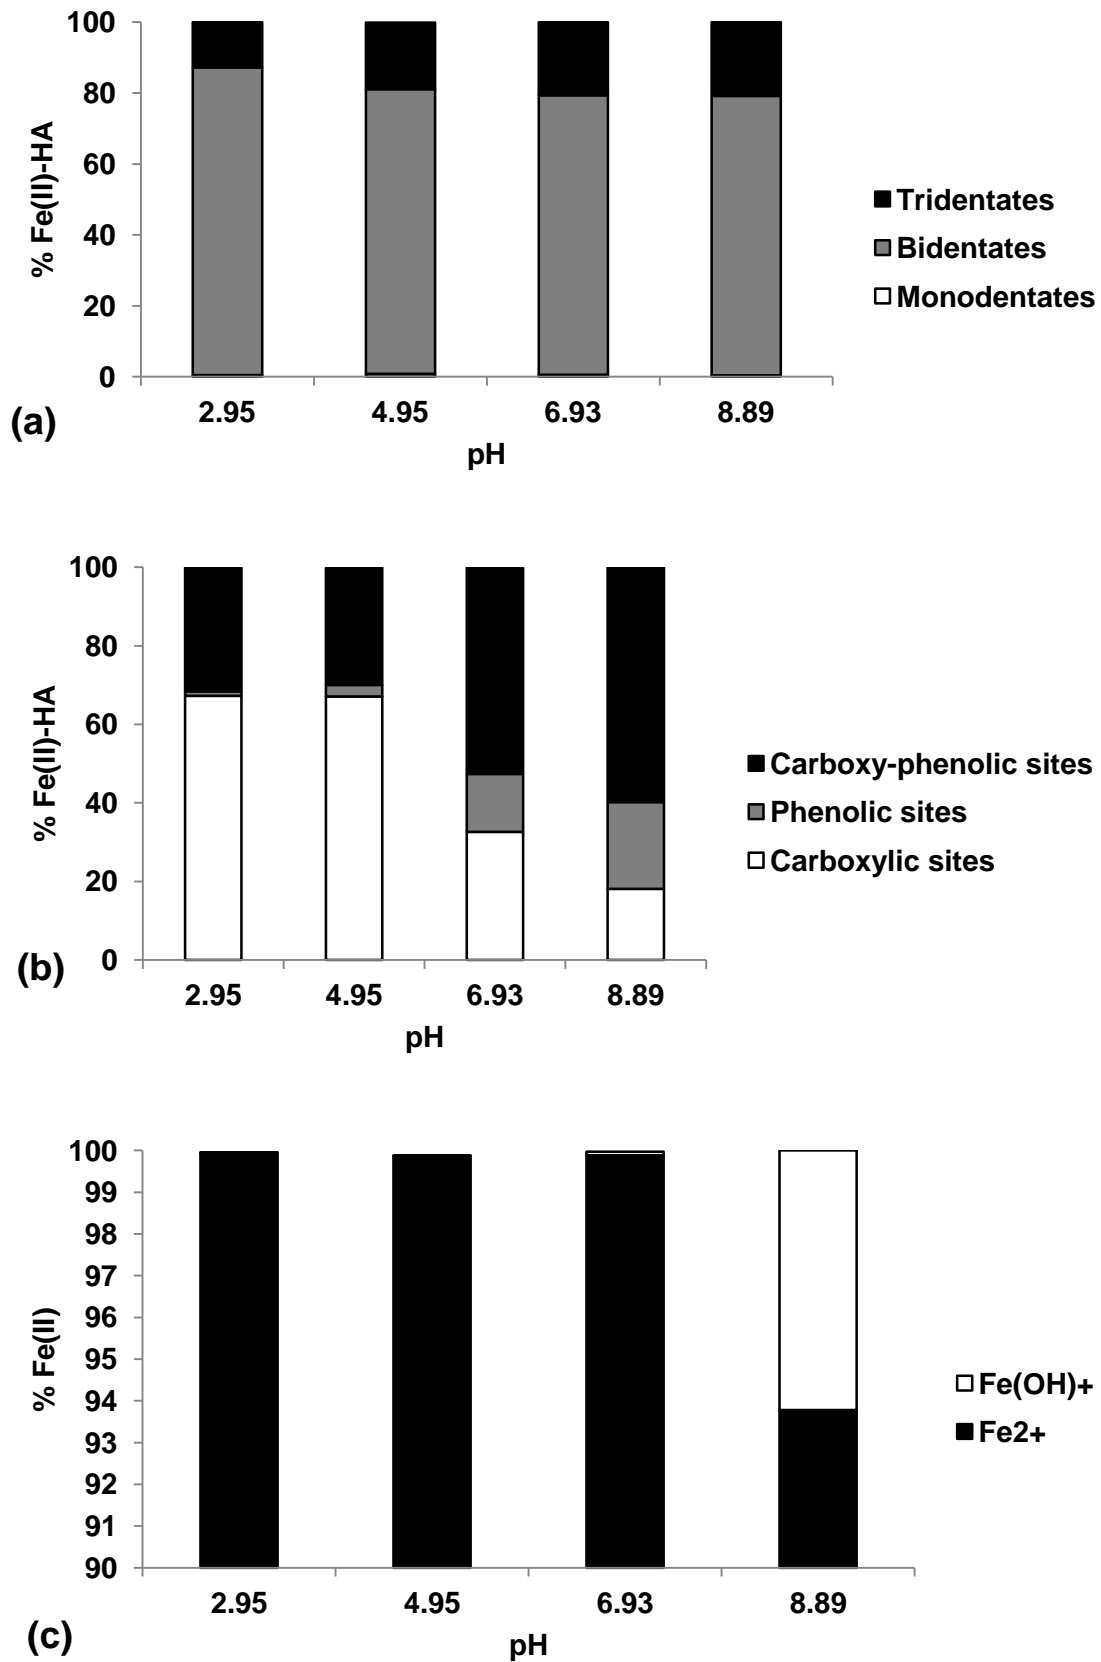 100
80
60
40
20
0
% Fe(II)-HA
2.95 4.95 6.93 8.89
pH
(a)
Tridentates
Bidentates
Monodentates
100
80
60
40
20
0
% Fe(II)-HA
2.95 4.95 6.93 8.89
pH
(b)
Carboxy-phenolic sites
Phenolic sites
Carboxylic sites
100
99
98
97
96
95
94
93
92
91
90
% Fe(II)
2.95 4.95 6.93 8.89
pH
(c)
Fe(OH)+
Fe2+